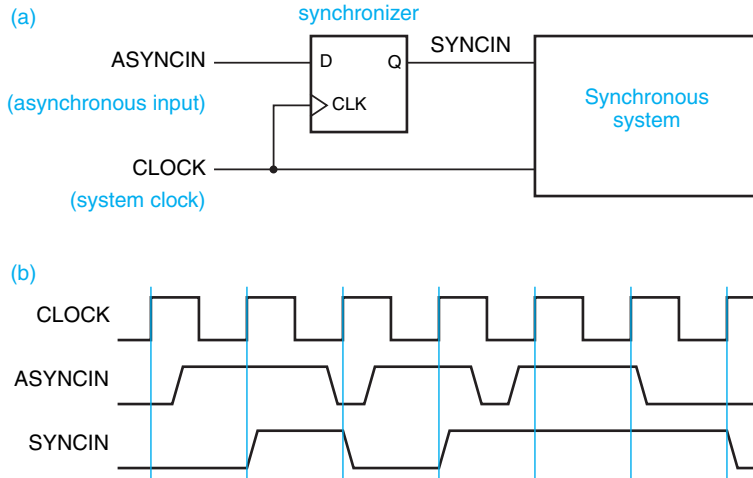 (a)
synchronizer
ASYNCIN
D
Q
SYNCIN
(asynchronous input)
CLK
Synchronous
system
CLOCK
(system clock)
(b)
CLOCK
ASYNCIN
SYNCIN